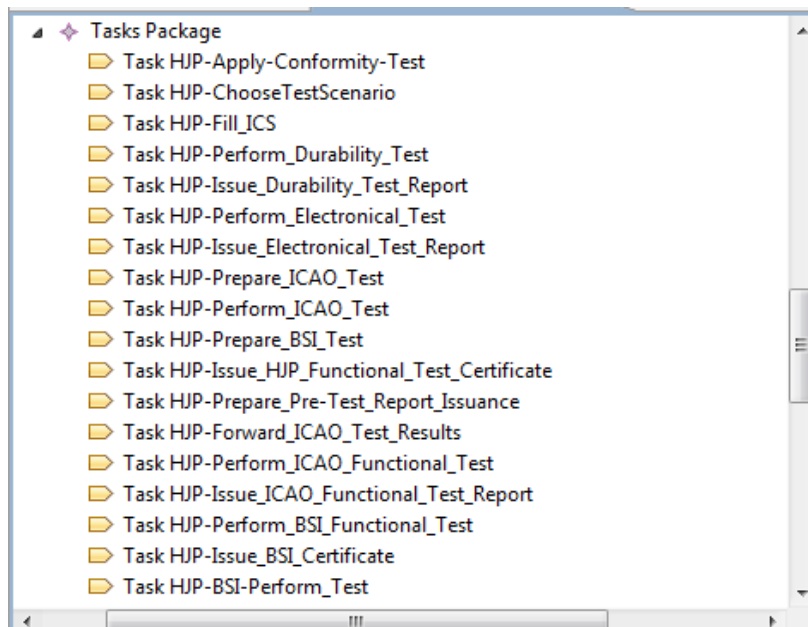 Tasks Package
Task HJP-Apply-Conformity-Test
Task HJP-ChooseTestScenario
Task HJP-Fill_ICS
Task HJP-Perform_Durability_Test
Task HJP-Issue_Durability_Test_Report
Task HJP-Perform_Electronical_Test
Task HJP-Issue_Electronical_Test_Report
Task HJP-Prepare_ICAO_Test
Task HJP-Perform_ICAO_Test
Task HJP-Prepare_BSI_Test
Task HJP-Issue_HJP_Functional_Test_Certificate
Task HJP-Prepare_Pre-Test_Report_Issuance
Task HJP-Forward_ICAO_Test_Results
Task HJP-Perform_ICAO_Functional_Test
Task HJP-Issue_ICAO_Functional_Test_Report
Task HJP-Perform_BSI_Functional_Test
Task HJP-Issue_BSI_Certificate
Task HJP-BSI-Perform_Test